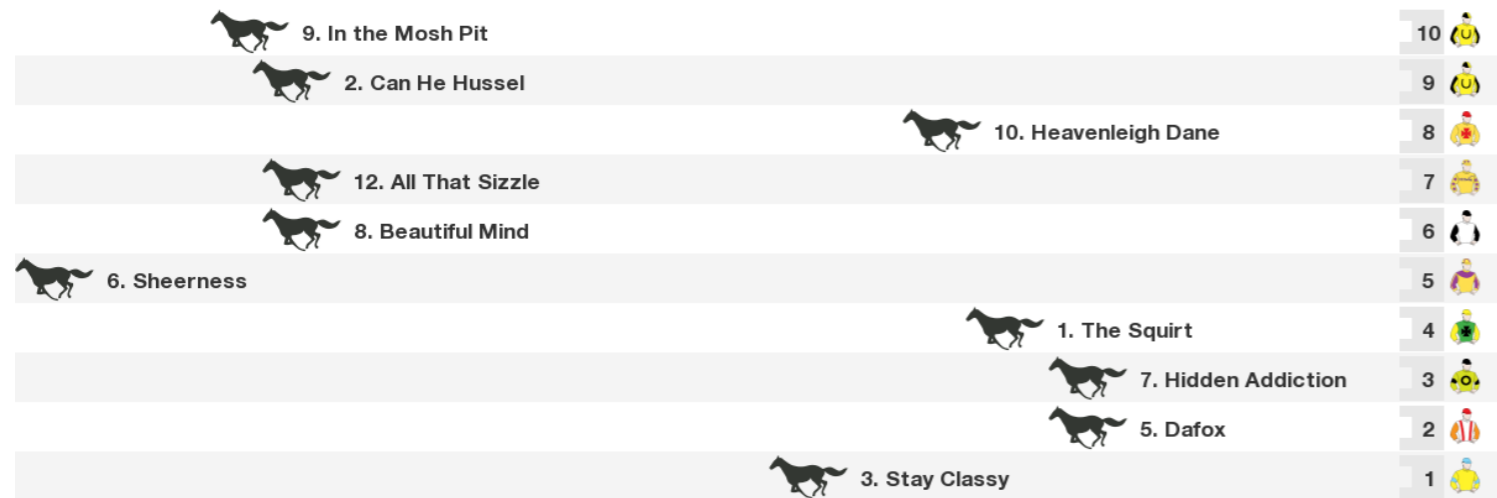 9. In the Mosh Pit 10
2. Can He Hussel 9
10. Heavenleigh Dane 8
12. All That Sizzle 7
8. Beautiful Mind 6
6. Sheerness 5
1. The Squirt 4
7. Hidden Addiction 3
5. Dafox 2
3. Stay Classy 1